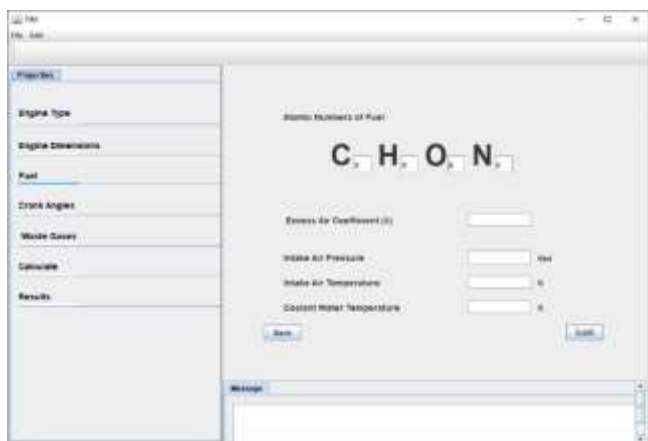 File Edit
Properties
Engine Type
Engine Dimensions
Fuel
Crank Angles
Waste Gases
Calculate
Results
Atomic Numbers of Fuel
C H O N
Excess Air Coefficient (λ)
Intake Air Pressure
Intake Air Temperature K
Coolant Water Temperature K
Back
Message